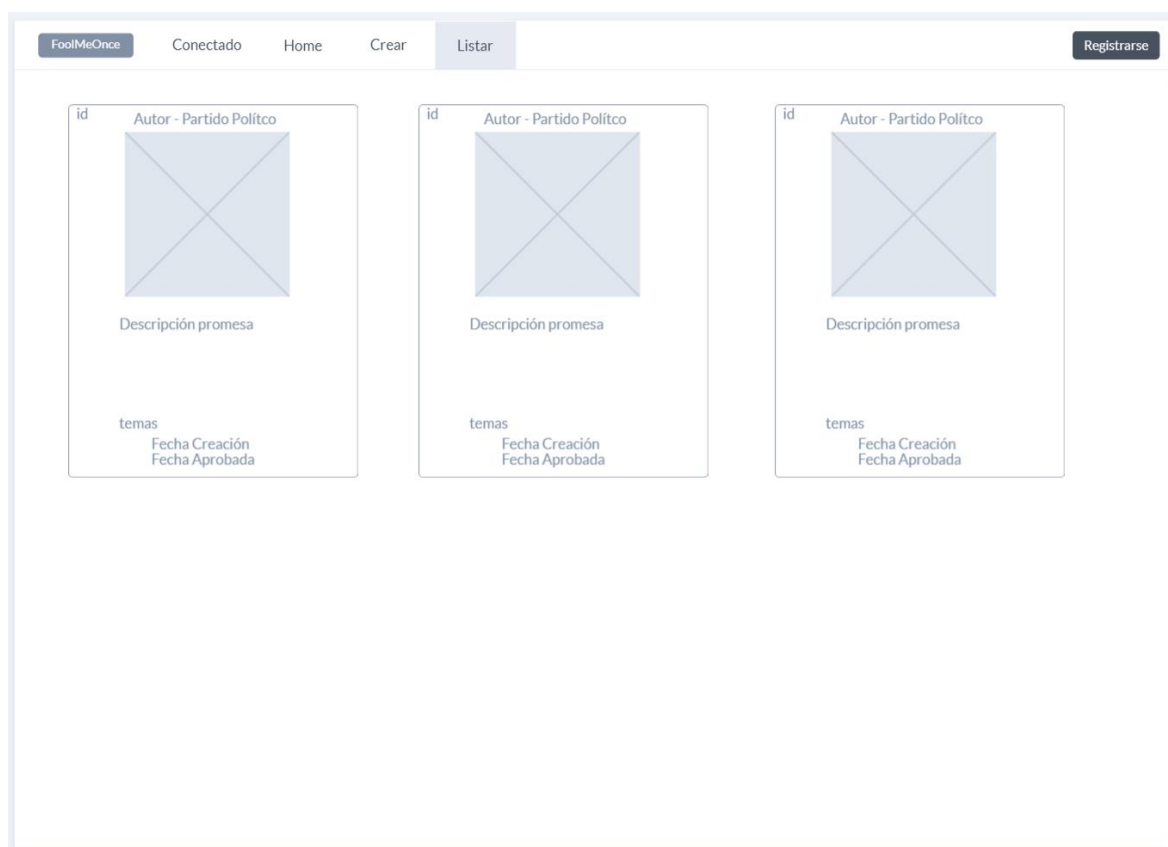 FoolMeOnce
Conectado
Home
Crear
Listar
Registrarse
id
Autor - Partido Polítco
Descripción promesa
temas
Fecha Creación
Fecha Aprobada
id
Autor - Partido Polítco
Descripción promesa
temas
Fecha Creación
Fecha Aprobada
id
Autor - Partido Polítco
Descripción promesa
temas
Fecha Creación
Fecha Aprobada